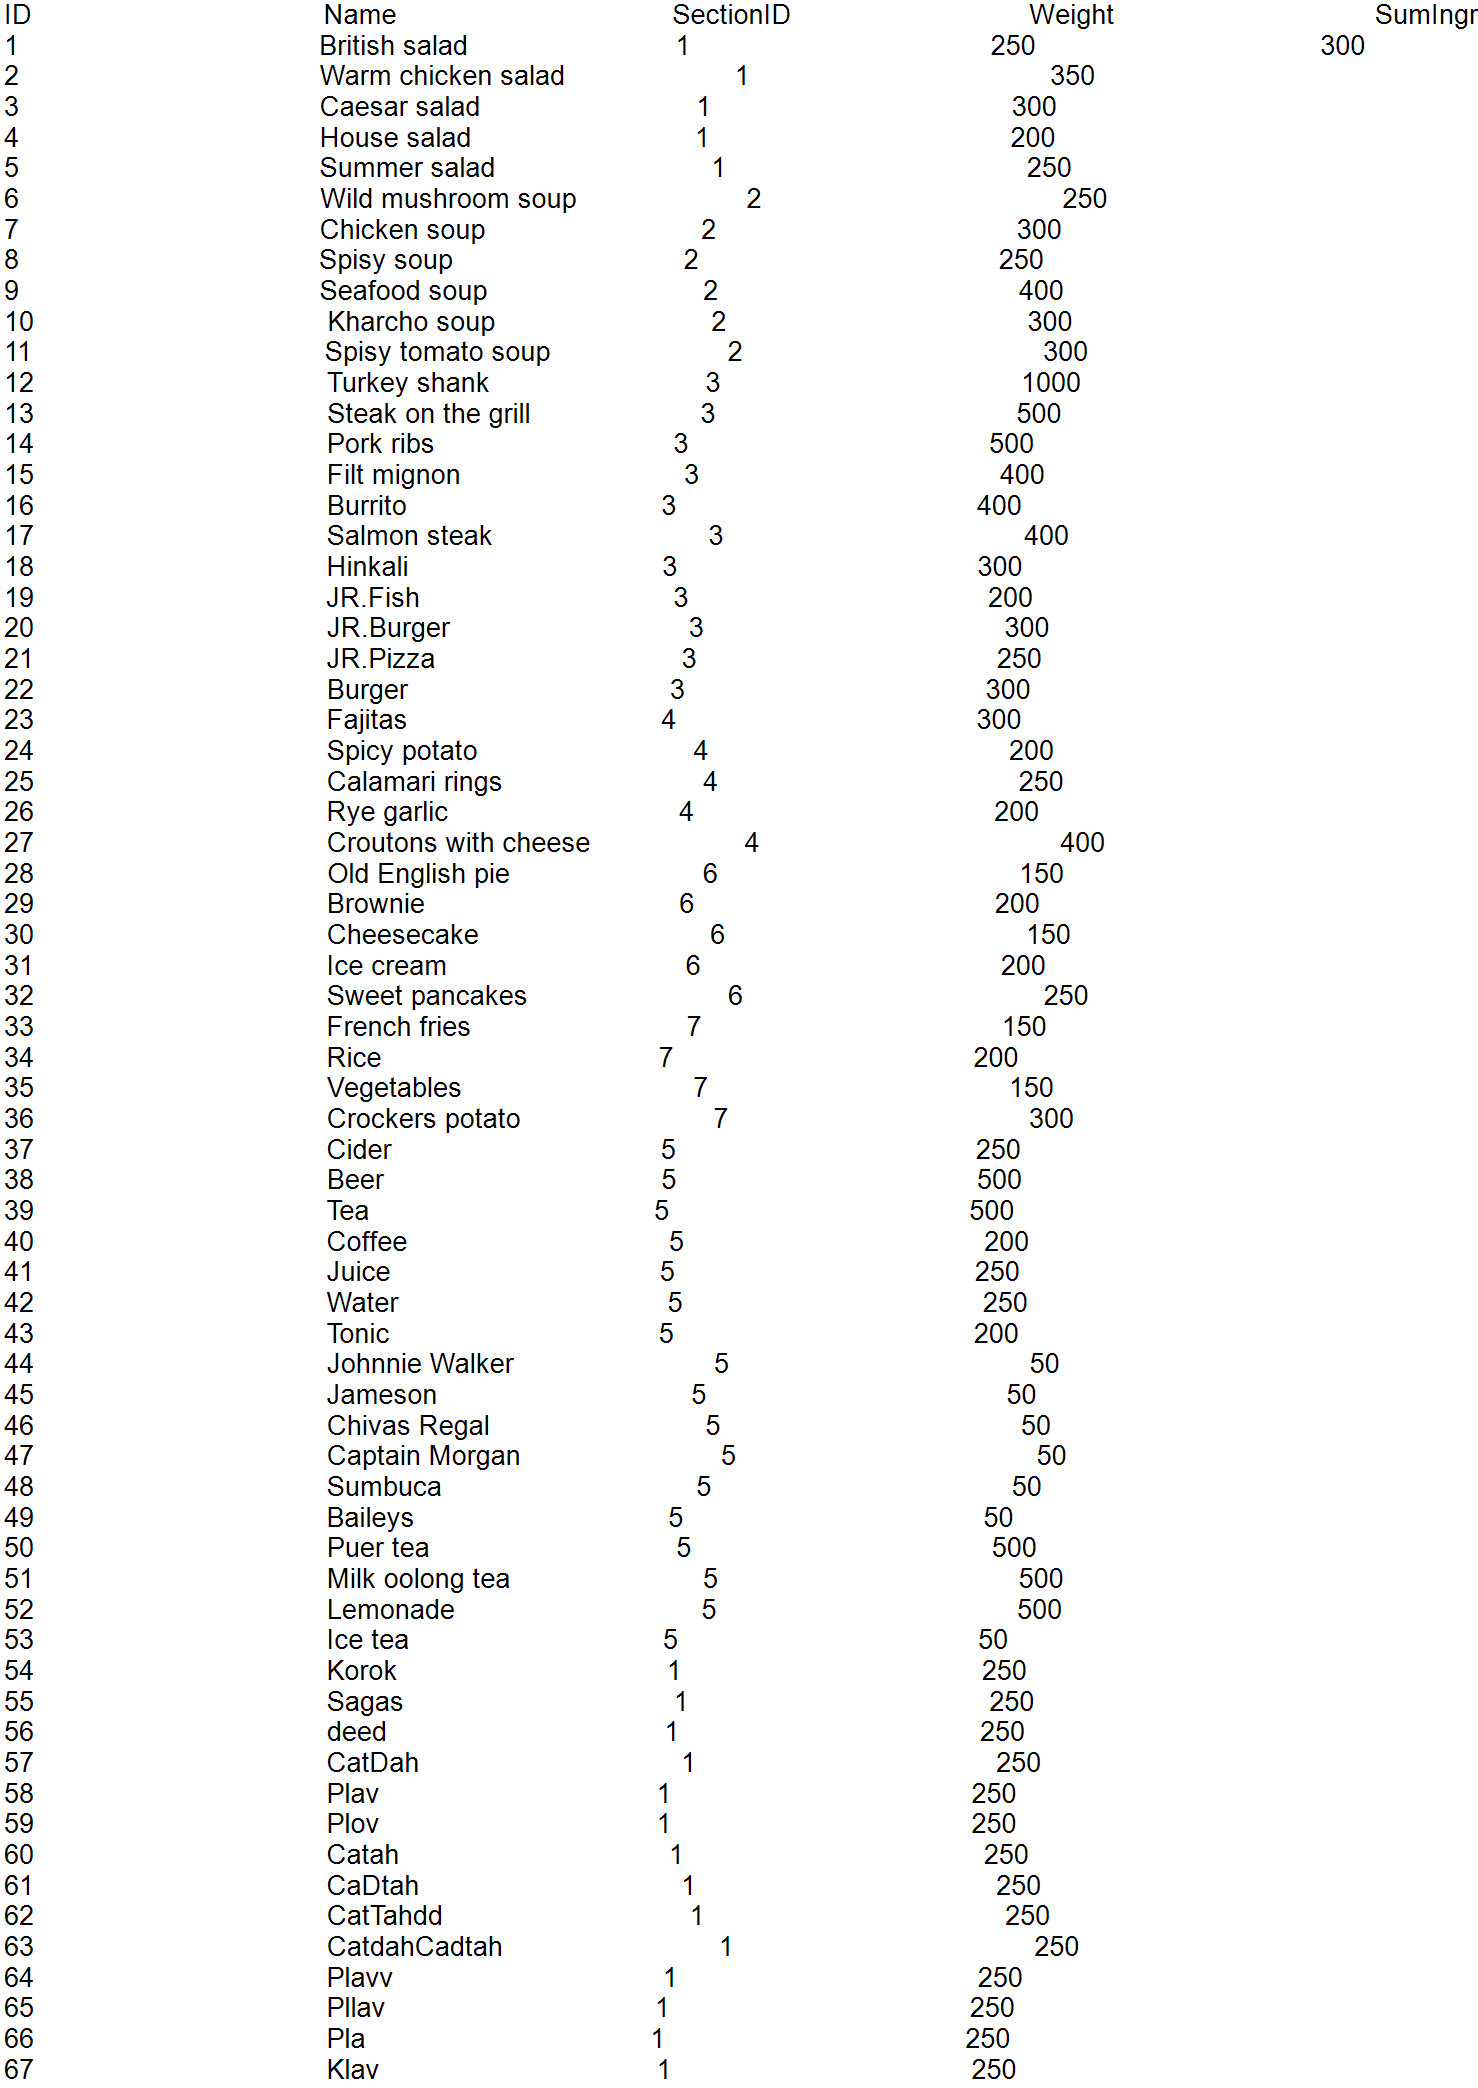 ID Name SectionID Weight SumIngr
1 British salad 1 250 300
2 Warm chicken salad 1 350
3 Caesar salad 1 300
4 House salad 1 200
5 Summer salad 1 250
6 Wild mushroom soup 2 250
7 Chicken soup 2 300
8 Spisy soup 2 250
9 Seafood soup 2 400
10 Kharcho soup 2 300
11 Spisy tomato soup 2 300
12 Turkey shank 3 1000
13 Steak on the grill 3 500
14 Pork ribs 3 500
15 Filt mignon 3 400
16 Burrito 3 400
17 Salmon steak 3 400
18 Hinkali 3 300
19 JR.Fish 3 200
20 JR.Burger 3 300
21 JR.Pizza 3 250
22 Burger 3 300
23 Fajitas 4 300
24 Spicy potato 4 200
25 Calamari rings 4 250
26 Rye garlic 4 200
27 Croutons with cheese 4 400
28 Old English pie 6 150
29 Brownie 6 200
30 Cheesecake 6 150
31 Ice cream 6 200
32 Sweet pancakes 6 250
33 French fries 7 150
34 Rice 7 200
35 Vegetables 7 150
36 Crockers potato 7 300
37 Cider 5 250
38 Beer 5 500
39 Tea 5 500
40 Coffee 5 200
41 Juice 5 250
42 Water 5 250
43 Tonic 5 200
44 Johnnie Walker 5 50
45 Jameson 5 50
46 Chivas Regal 5 50
47 Captain Morgan 5 50
48 Sumbuca 5 50
49 Baileys 5 50
50 Puer tea 5 500
51 Milk oolong tea 5 500
52 Lemonade 5 500
53 Ice tea 5 50
54 Korok 1 250
55 Sagas 1 250
56 deed 1 250
57 CatDah 1 250
58 Plav 1 250
59 Plov 1 250
60 Catah 1 250
61 CaDtah 1 250
62 CatTahdd 1 250
63 CatdahCadtah 1 250
64 Plavv 1 250
65 Pllav 1 250
66 Pla 1 250
67 Klav 1 250